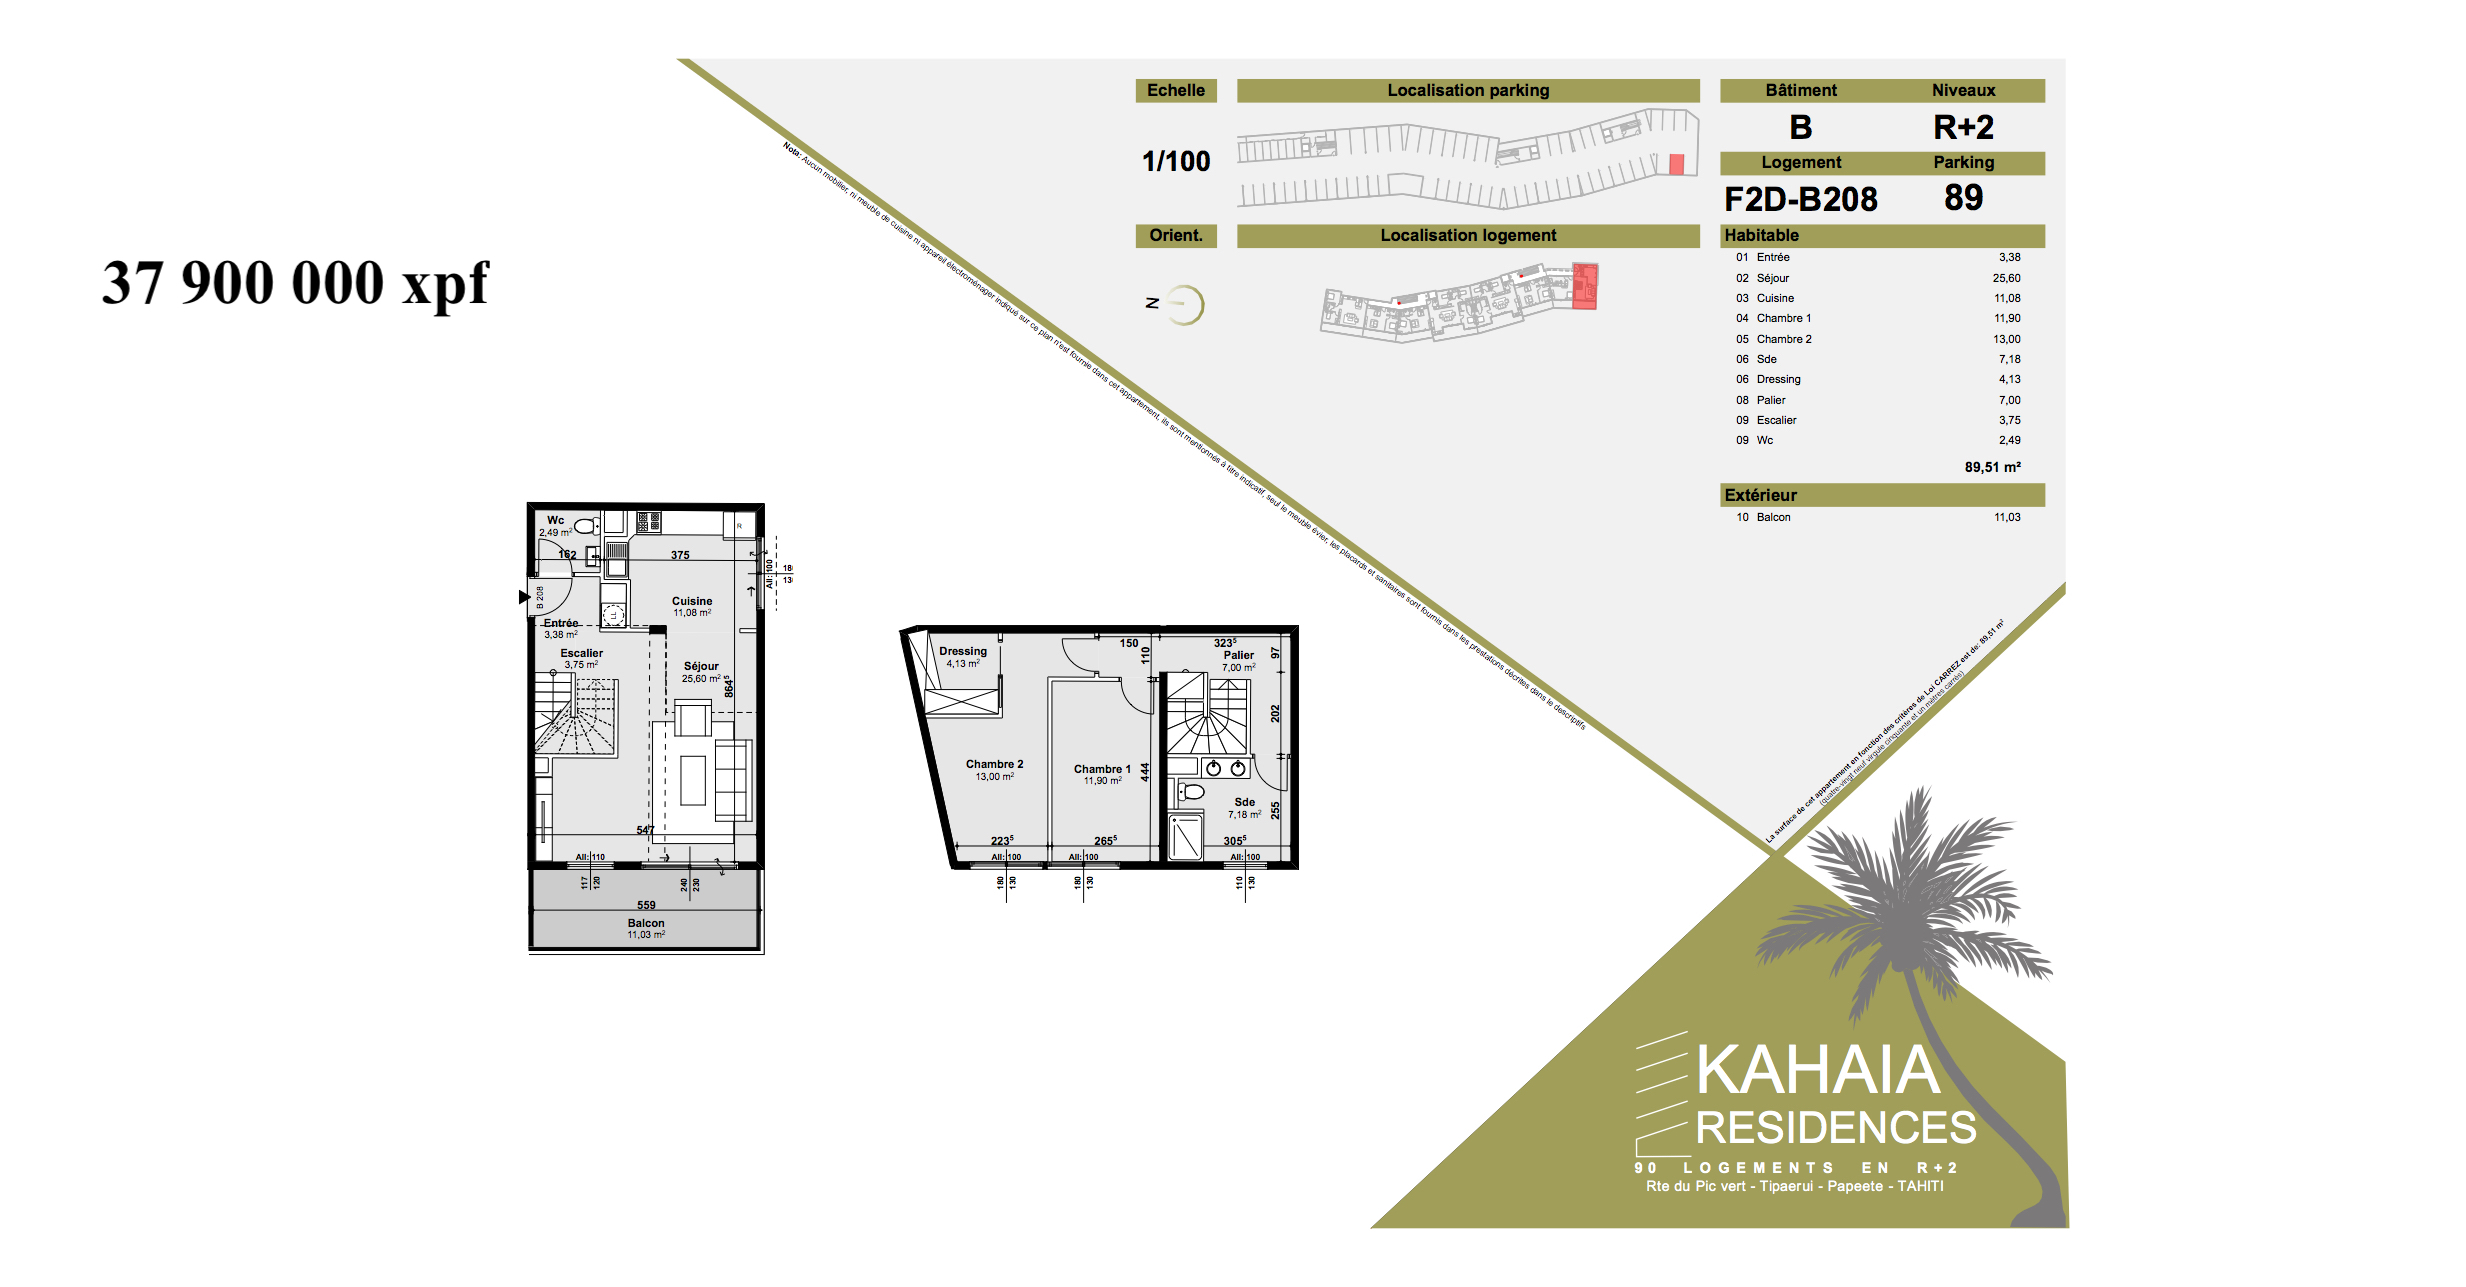 37 900 000 xpf
Echelle
1/100
Orient.
N
Localisation parking
Localisation logement
Bâtiment Niveaux
B R+2
Logement Parking
F2D-B208 89
Habitable
01 Entrée 3,38
02 Séjour 25,60
03 Cuisine 11,08
04 Chambre 1 11,90
05 Chambre 2 13,00
06 Sde 7,18
06 Dressing 4,13
08 Palier 7,00
09 Escalier 3,75
09 Wc 2,49
89,51 m²
Extérieur
10 Balcon 11,03
Nota: Aucun mobilier, ni meuble de cuisine ni appareil électroménager indiqué sur ce plan n'est fournie dans cet appartement, ils sont mentionnés à titre indicatif, seul le meuble évier, les placards et sanitaires sont fournis dans les prestations décrites dans le descriptifs
La surface de cet appartement en fonction des critères de Loi CARREZ est de: 89,51 m²
(quatre-vingt neuf virgule cinquante et un mètres carrés)
Wc
2,49 m²
162
375
R
All: 100
180
B 208
LL
Cuisine
11,08 m²
Entrée
3,38 m²
Escalier
3,75 m²
Séjour
25,60 m²
864⁵
547
All: 110
117
120
240
230
559
Balcon
11,03 m²
Dressing
4,13 m²
150
110
323⁵
Palier
7,00 m²
97
202
Chambre 2
13,00 m²
Chambre 1
11,90 m²
444
Sde
7,18 m²
255
223⁵
265⁵
305⁵
All: 100
All: 100
All: 100
180
130
180
130
110
130
KAHAIA
RESIDENCES
90 LOGEMENTS EN R+2
Rte du Pic vert - Tipaerui - Papeete - TAHITI